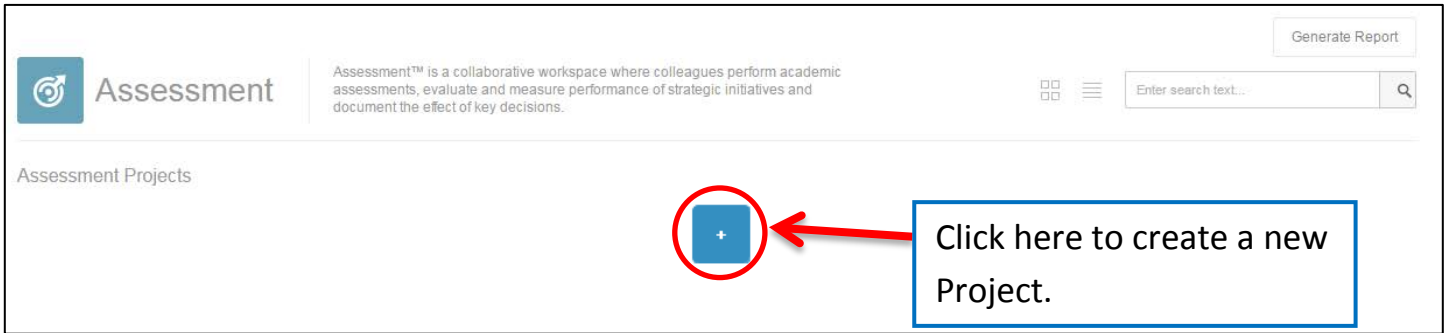 Generate Report
Assessment
Assessment™ is a collaborative workspace where colleagues perform academic
assessments, evaluate and measure performance of strategic initiatives and
document the effect of key decisions.
Enter search text...
Assessment Projects
+
Click here to create a new
Project.